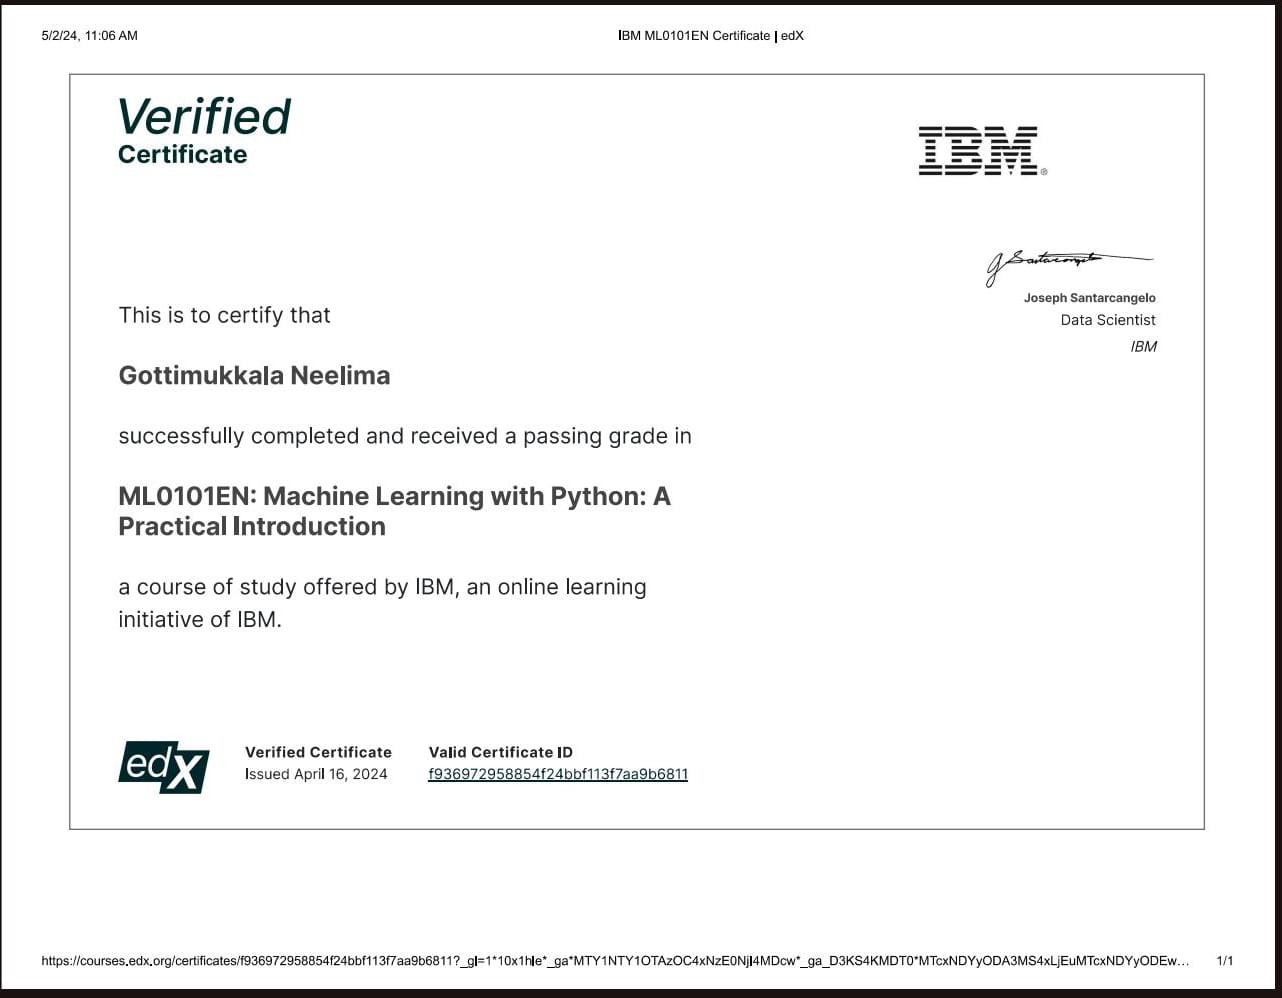 5/2/24, 11:06 AM
IBM ML0101EN Certificate | edX
Verified
Certificate
IBM®
J Santarcangelo
Joseph Santarcangelo
Data Scientist
IBM
This is to certify that
Gottimukkala Neelima
successfully completed and received a passing grade in
ML0101EN: Machine Learning with Python: A
Practical Introduction
a course of study offered by IBM, an online learning
initiative of IBM.
edX
Verified Certificate
Issued April 16, 2024
Valid Certificate ID
f936972958854f24bbf113f7aa9b6811
https://courses.edx.org/certificates/f936972958854f24bbf113f7aa9b6811?_gl=1*10x1hle*_ga*MTY1NTY1OTAzOC4xNzE0NjI4MDcw*_ga_D3KS4KMDT0*MTcxNDYyODA3MS4xLjEuMTcxNDYyODEw…
1/1